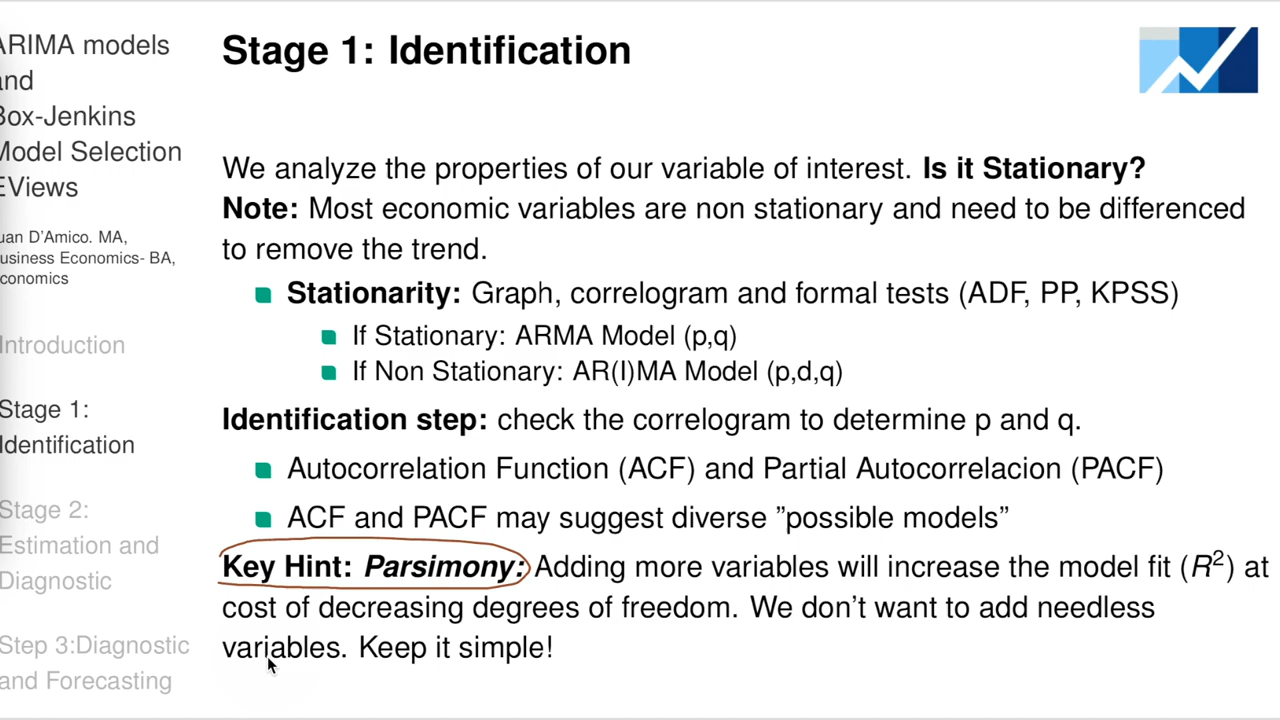 ARIMA models
and
Box-Jenkins
Model Selection
EViews
uan D'Amico. MA,
usiness Economics- BA,
conomics
Introduction
Stage 1:
Identification
Stage 2:
Estimation and
Diagnostic
Step 3:Diagnostic
and Forecasting
Stage 1: Identification
We analyze the properties of our variable of interest. Is it Stationary?
Note: Most economic variables are non stationary and need to be differenced
to remove the trend.
Stationarity: Graph, correlogram and formal tests (ADF, PP, KPSS)
If Stationary: ARMA Model (p,q)
If Non Stationary: AR(I)MA Model (p,d,q)
Identification step: check the correlogram to determine p and q.
Autocorrelation Function (ACF) and Partial Autocorrelacion (PACF)
ACF and PACF may suggest diverse ”possible models”
Key Hint: Parsimony: Adding more variables will increase the model fit (R²) at
cost of decreasing degrees of freedom. We don't want to add needless
variables. Keep it simple!